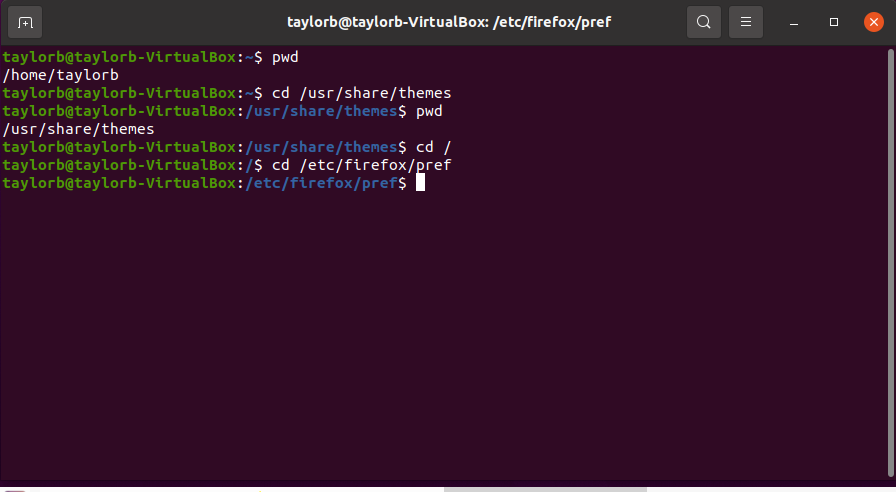 taylorb@taylorb-VirtualBox: /etc/firefox/pref
taylorb@taylorb-VirtualBox:~$ pwd
/home/taylorb
taylorb@taylorb-VirtualBox:~$ cd /usr/share/themes
taylorb@taylorb-VirtualBox:/usr/share/themes$ pwd
/usr/share/themes
taylorb@taylorb-VirtualBox:/usr/share/themes$ cd /
taylorb@taylorb-VirtualBox:/$ cd /etc/firefox/pref
taylorb@taylorb-VirtualBox:/etc/firefox/pref$